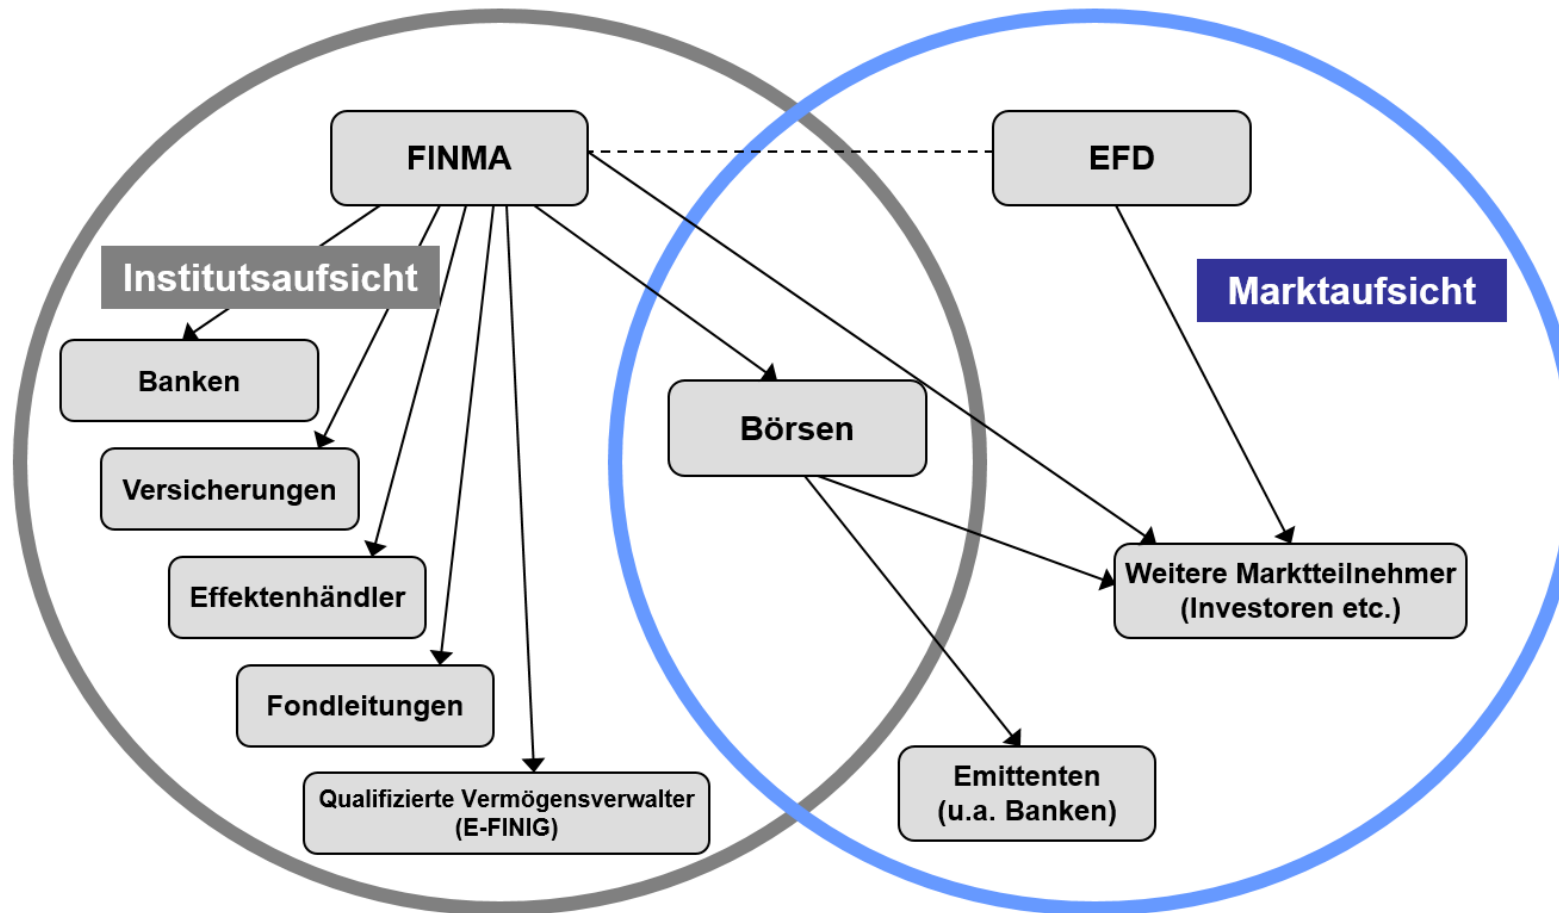 FINMA
EFD
Institutsaufsicht
Marktaufsicht
Banken
Börsen
Versicherungen
Effektenhändler
Weitere Marktteilnehmer
(Investoren etc.)
Fondleitungen
Qualifizierte Vermögensverwalter
(E-FINIG)
Emittenten
(u.a. Banken)